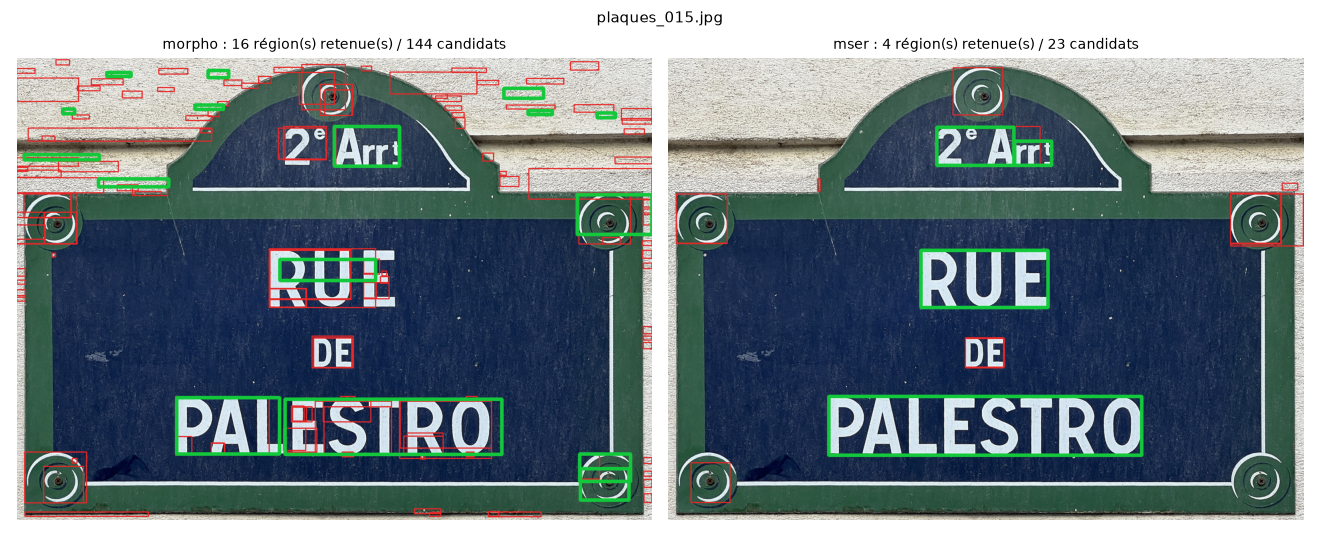 plaques_015.jpg
morpho : 16 région(s) retenue(s) / 144 candidats
2e Arrt
RUE
DE
PALESTRO
mser : 4 région(s) retenue(s) / 23 candidats
2e Arrt
RUE
DE
PALESTRO